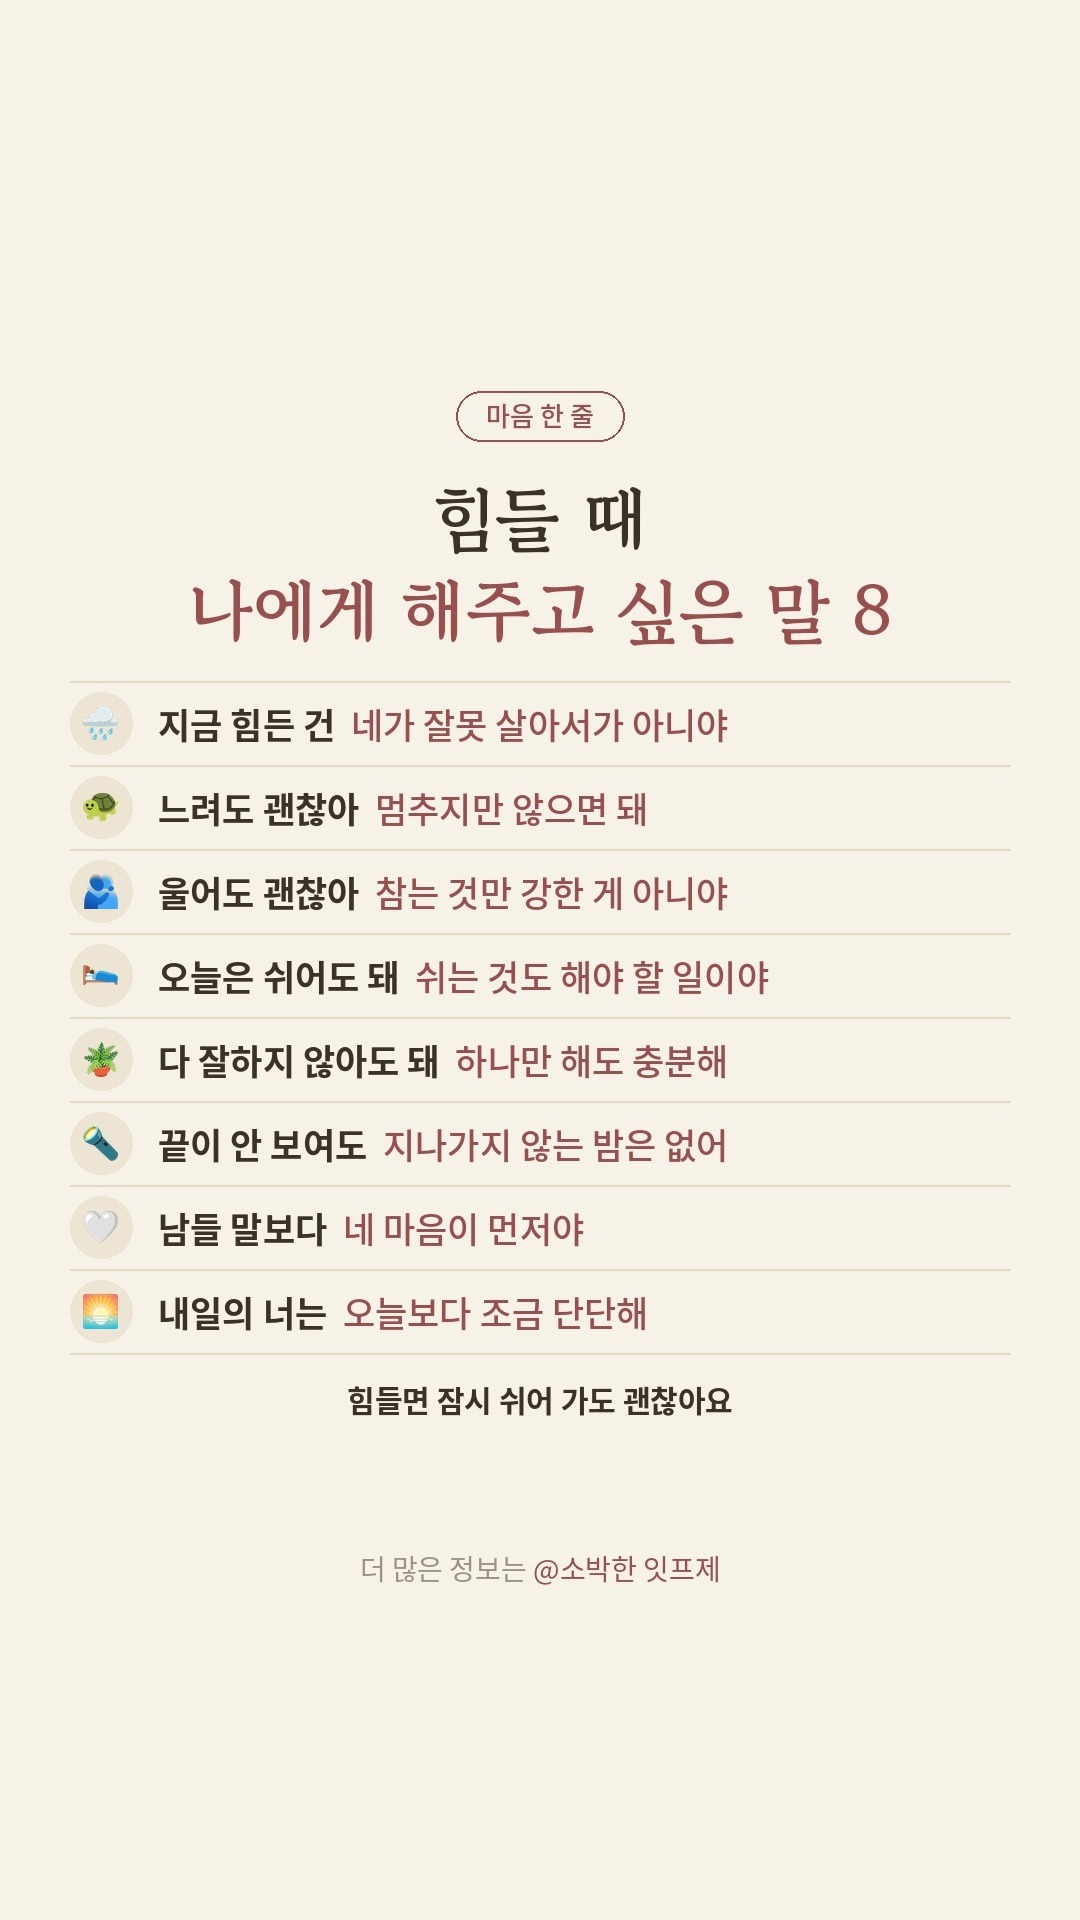 마음 한 줄
힘들 때
나에게 해주고 싶은 말 8
지금 힘든 건 네가 잘못 살아서가 아니야
느려도 괜찮아 멈추지만 않으면 돼
울어도 괜찮아 참는 것만 강한 게 아니야
오늘은 쉬어도 돼 쉬는 것도 해야 할 일이야
다 잘하지 않아도 돼 하나만 해도 충분해
끝이 안 보여도 지나가지 않는 밤은 없어
남들 말보다 네 마음이 먼저야
내일의 너는 오늘보다 조금 단단해
힘들면 잠시 쉬어 가도 괜찮아요
더 많은 정보는 @소박한 잇프제